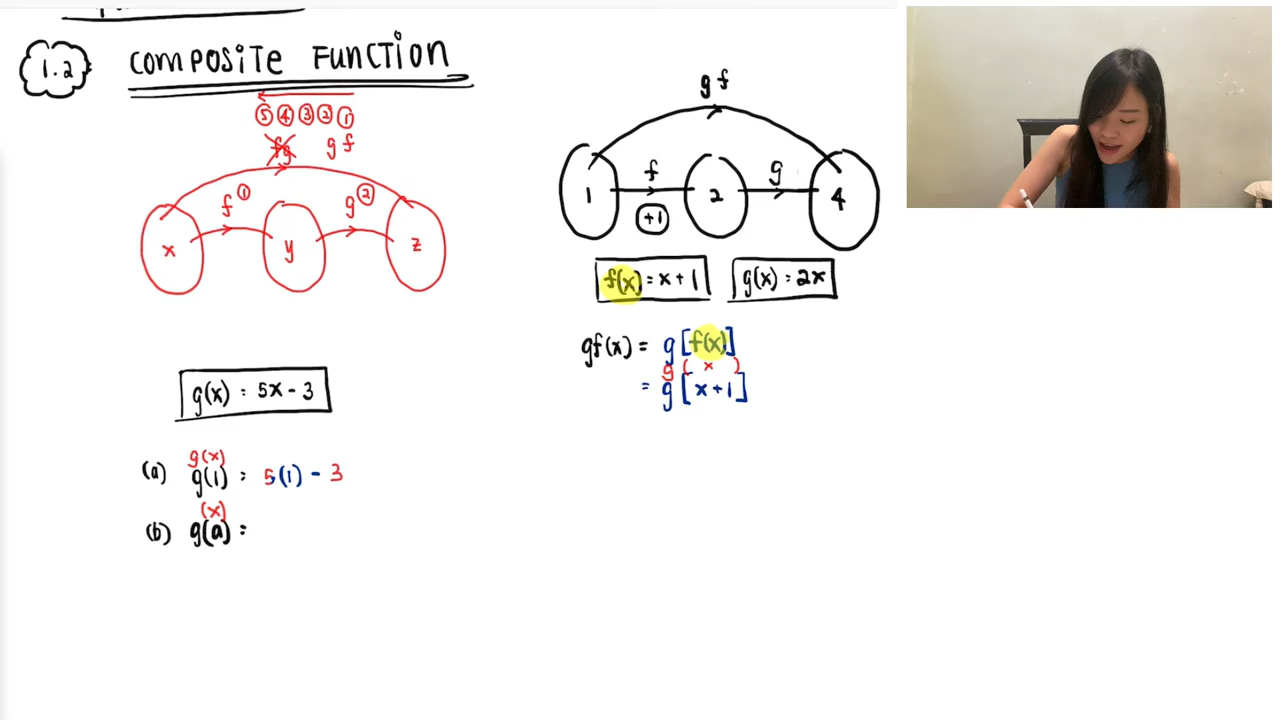 1.2 COMPOSITE FUNCTION
5 4 3 2 1
fg gf
f 1 g 2
x y z
g(x) = 5x - 3
g(x)
(a) g(1) = 5(1) - 3
(x)
(b) g(a) =
gf
f g
1 2 4
+1
f(x) = x + 1 g(x) = 2x
gf(x) = g[f(x)]
g ( x )
= g[x+1]